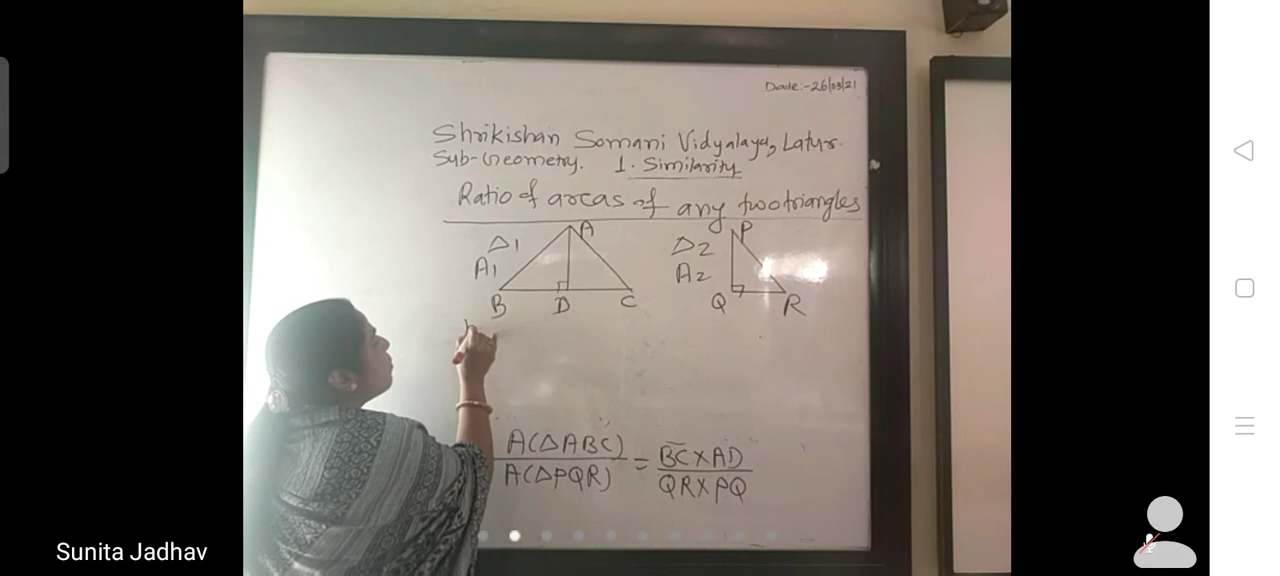 Date:-26/03/21
Shrikishan Somani Vidyalaya, Latur.
Sub-Geometry. 1. Similarity
Ratio of areas of any two triangles
Δ1 A Δ2 P
A1 A2
B D C Q R
A(ΔABC) = BC×AD
A(ΔPQR) QR×PQ
Sunita Jadhav